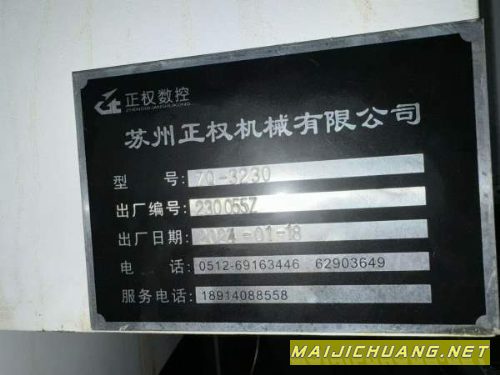 正权数控
苏州正权机械有限公司
型 号: ZQ-3230
出厂编号: 230055Z
出厂日期: 2024-01-18
电 话: 0512-69163446 62903649
服务电话: 18914088558
MAIJICHUANG.NET